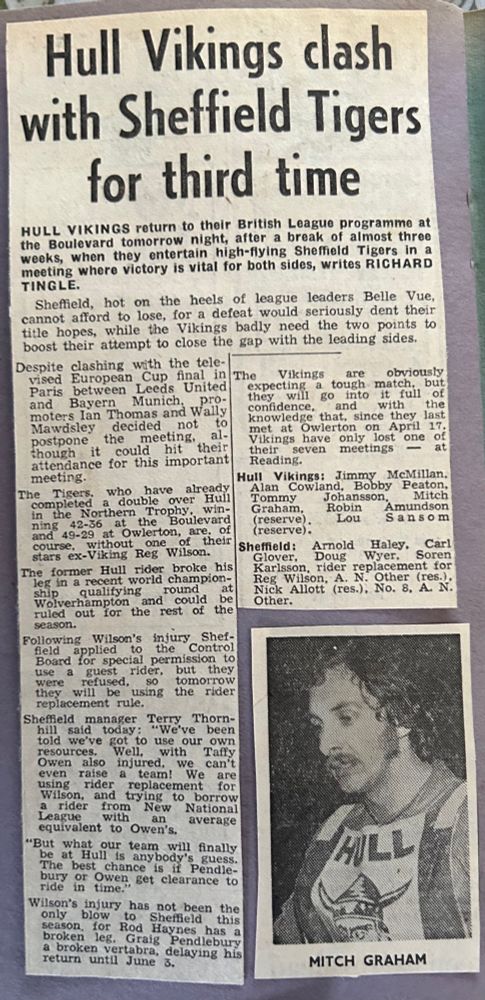 Hull Vikings clash
with Sheffield Tigers
for third time
HULL VIKINGS return to their British League programme at
the Boulevard tomorrow night, after a break of almost three
weeks, when they entertain high-flying Sheffield Tigers in a
meeting where victory is vital for both sides, writes RICHARD
TINGLE.
Sheffield, hot on the heels of league leaders Belle Vue,
cannot afford to lose, for a defeat would seriously dent their
title hopes, while the Vikings badly need the two points to
boost their attempt to close the gap with the leading sides.
Despite clashing with the tele-
vised European Cup final in
Paris between Leeds United
and Bayern Munich, pro-
moters Ian Thomas and Wally
Mawdsley decided not to
postpone the meeting, al-
though it could hit their
attendance for this important
meeting.
The Tigers, who have already
completed a double over Hull
in the Northern Trophy, win-
ning 42-36 at the Boulevard
and 49-29 at Owlerton, are, of
course, without one of their
stars ex-Viking Reg Wilson.
The former Hull rider broke his
leg in a recent world champion-
ship qualifying round at
Wolverhampton and could be
ruled out for the rest of the
season.
Following Wilson's injury Shef-
field applied to the Control
Board for special permission to
use a guest rider, but they
were refused, so tomorrow
they will be using the rider
replacement rule.
Sheffield manager Terry Thorn-
hill said today: "We've been
told we've got to use our own
resources. Well, with Taffy
Owen also injured, we can't
even raise a team! We are
using rider replacement for
Wilson, and trying to borrow
a rider from New National
League with an average
equivalent to Owen's.
"But what our team will finally
be at Hull is anybody's guess.
The best chance is if Pendle-
bury or Owen get clearance to
ride in time."
Wilson's injury has not been the
only blow to Sheffield this
season, for Rod Haynes has a
broken leg, Graig Pendlebury
a broken vertabra, delaying his
return until June 3.
The Vikings are obviously
expecting a tough match, but
they will go into it full of
confidence, and with the
knowledge that, since they last
met at Owlerton on April 17,
Vikings have only lost one of
their seven meetings — at
Reading.
Hull Vikings: Jimmy McMillan,
Alan Cowland, Bobby Peaton,
Tommy Johansson, Mitch
Graham, Robin Amundson
(reserve), Lou Sansom
(reserve).
Sheffield: Arnold Haley, Carl
Glover, Doug Wyer, Soren
Karlsson, rider replacement for
Reg Wilson, A. N. Other (res.),
Nick Allott (res.), No. 8, A. N.
Other.
HULL
MITCH GRAHAM